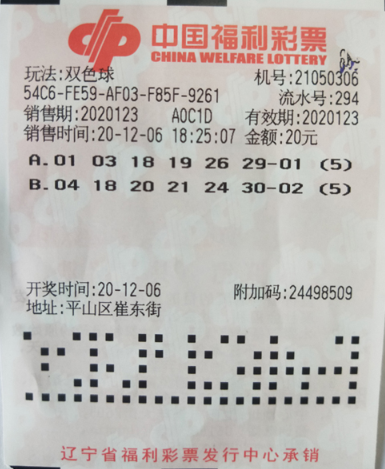 中国福利彩票
CHINA WELFARE LOTTERY
玩法:双色球 机号:21050306
54C6-FE59-AF03-F85F-9261 流水号:294
销售期:2020123 A0C1D 有效期:2020123
销售时间:20-12-06 18:25:07 金额:20元
A.01 03 18 19 26 29-01 (5)
B.04 18 20 21 24 30-02 (5)
开奖时间:20-12-06 附加码:24498509
地址:平山区崔东街
辽宁省福利彩票发行中心承销